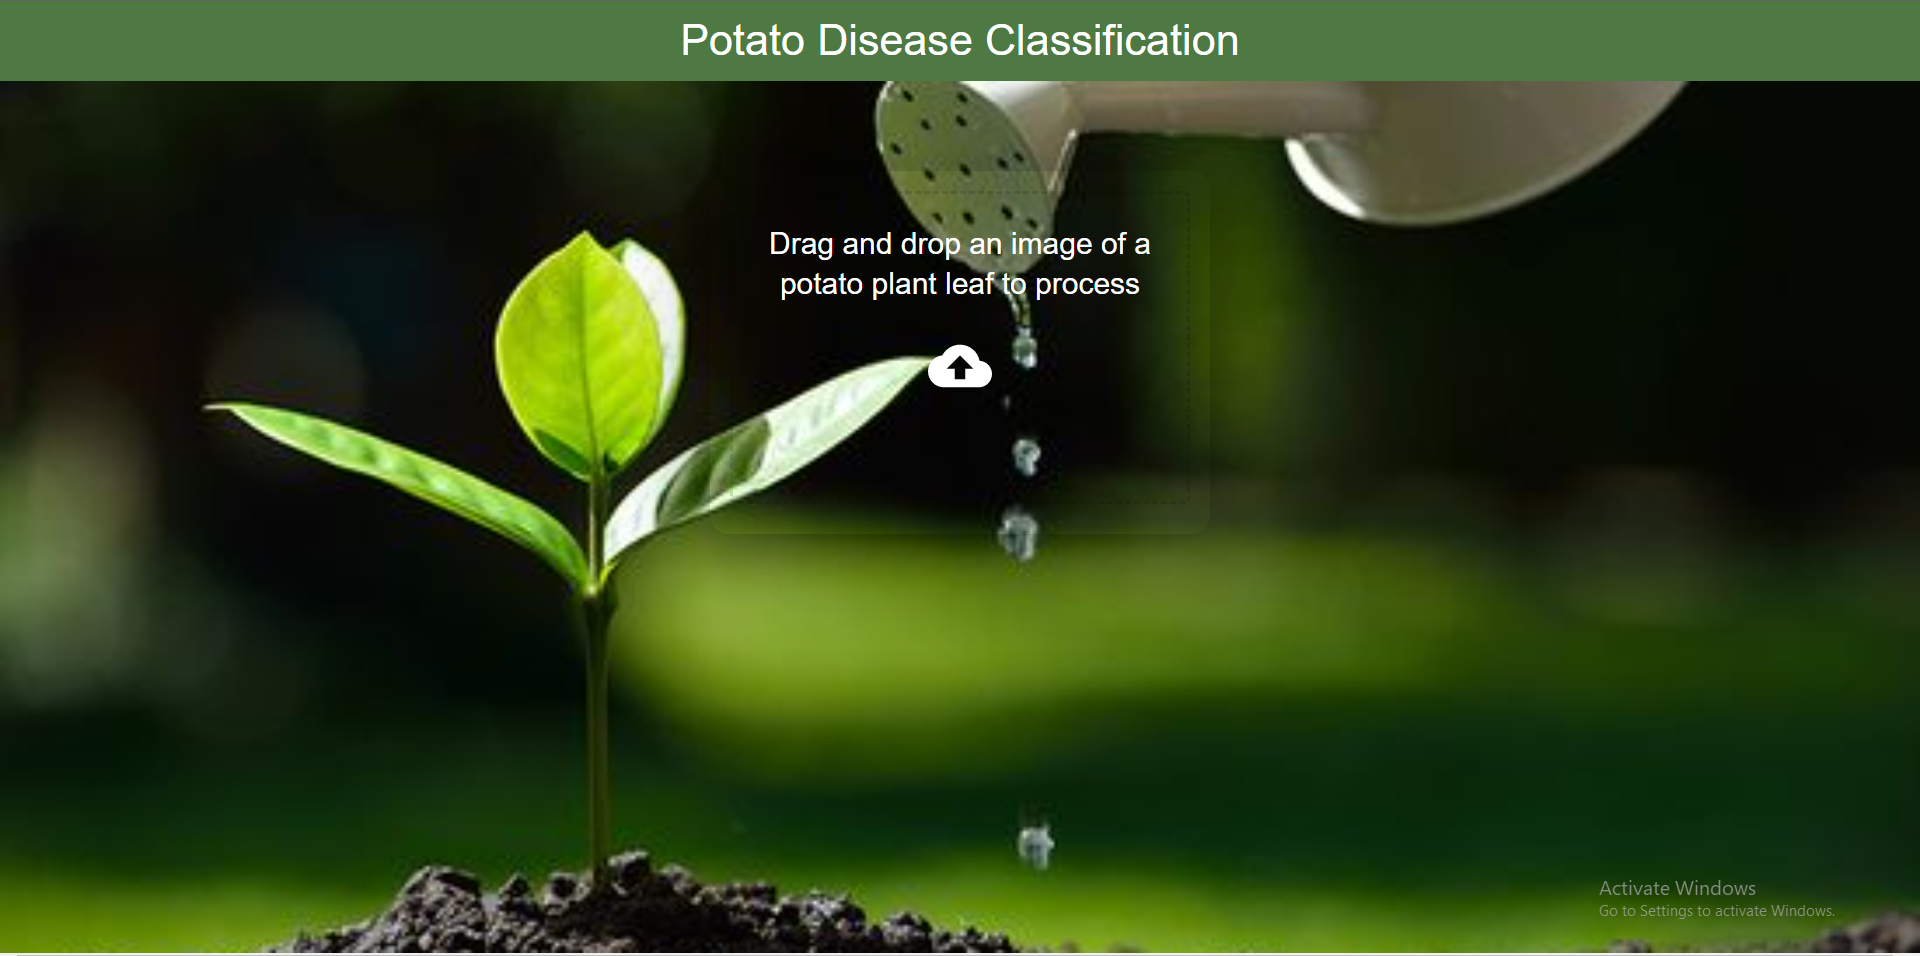 Potato Disease Classification
Drag and drop an image of a
potato plant leaf to process
Activate Windows
Go to Settings to activate Windows.